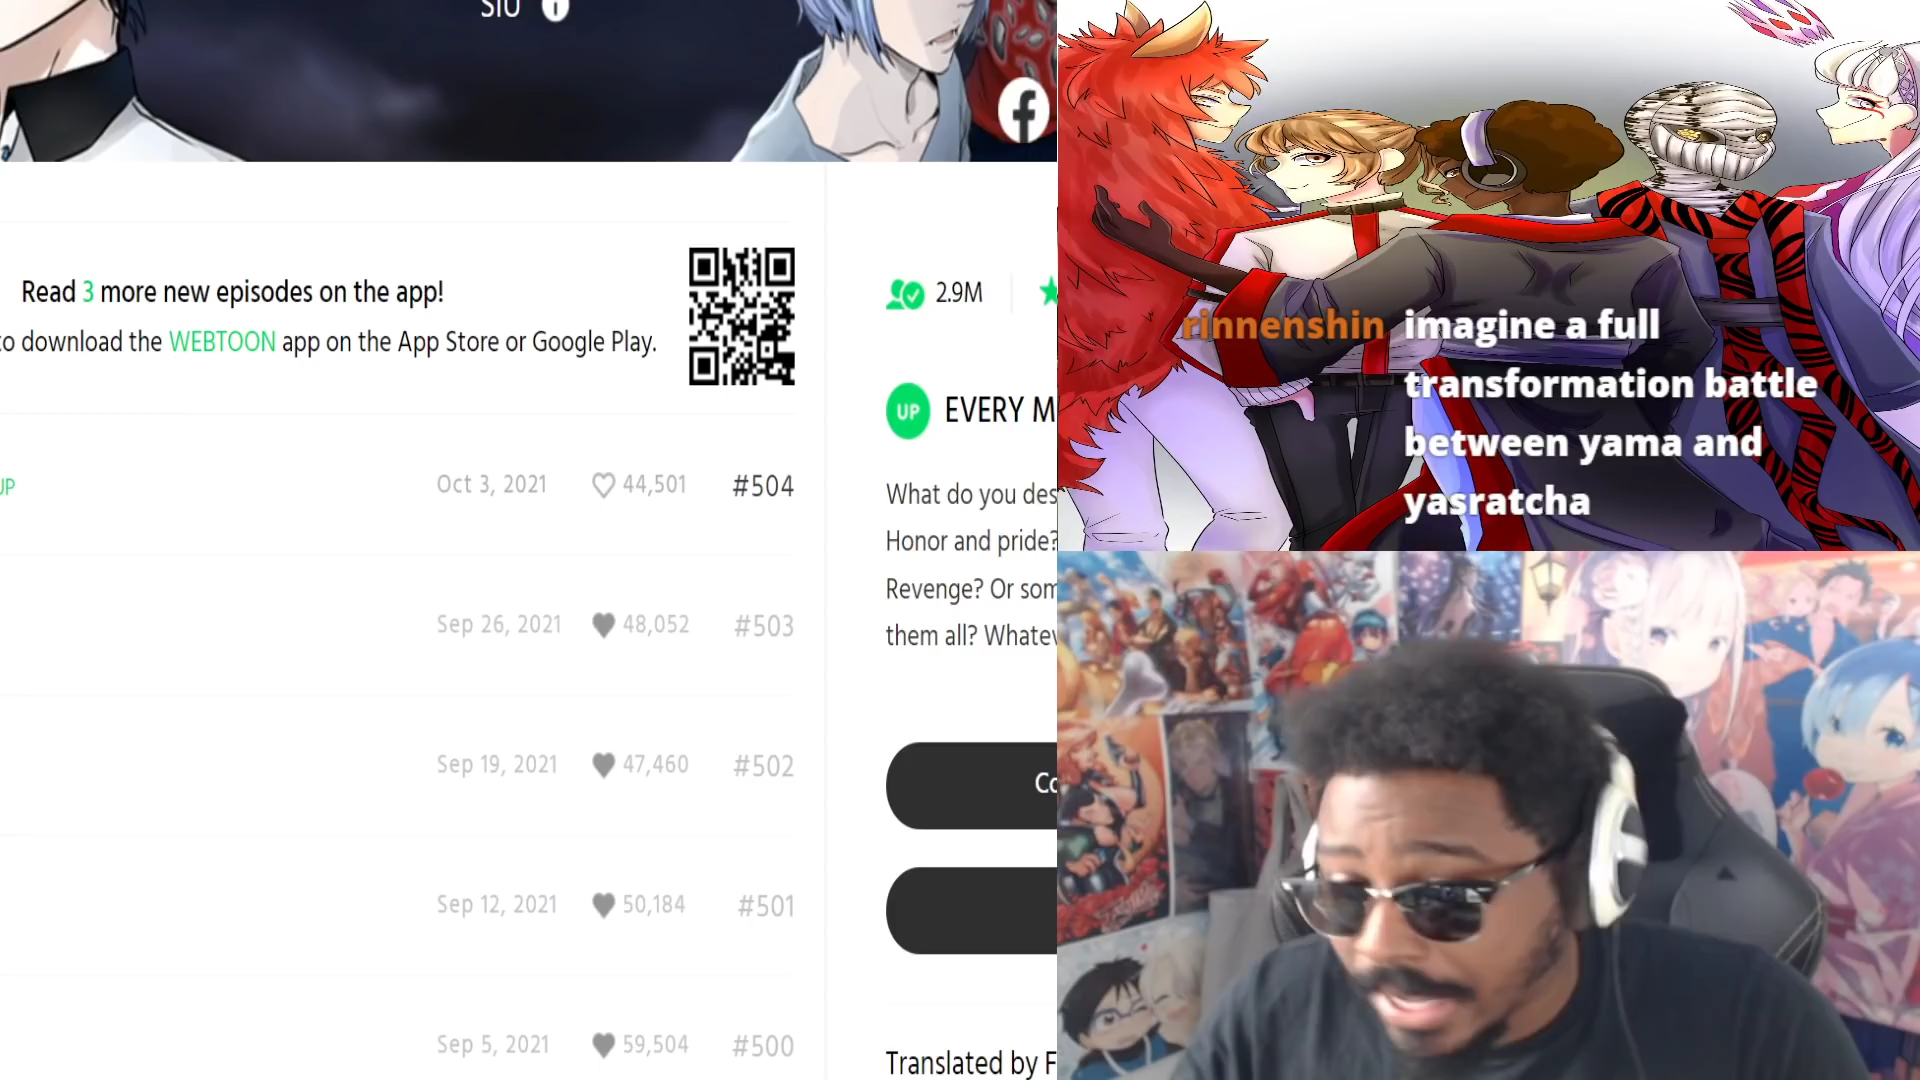 SIU
Read 3 more new episodes on the app!
to download the WEBTOON app on the App Store or Google Play.
UP
Oct 3, 2021 44,501 #504
Sep 26, 2021 48,052 #503
Sep 19, 2021 47,460 #502
Sep 12, 2021 50,184 #501
Sep 5, 2021 59,504 #500
2.9M
UP EVERY M
What do you des
Honor and pride?
Revenge? Or som
them all? Whatev
Co
Translated by F
rinnenshin imagine a full
transformation battle
between yama and
yasratcha